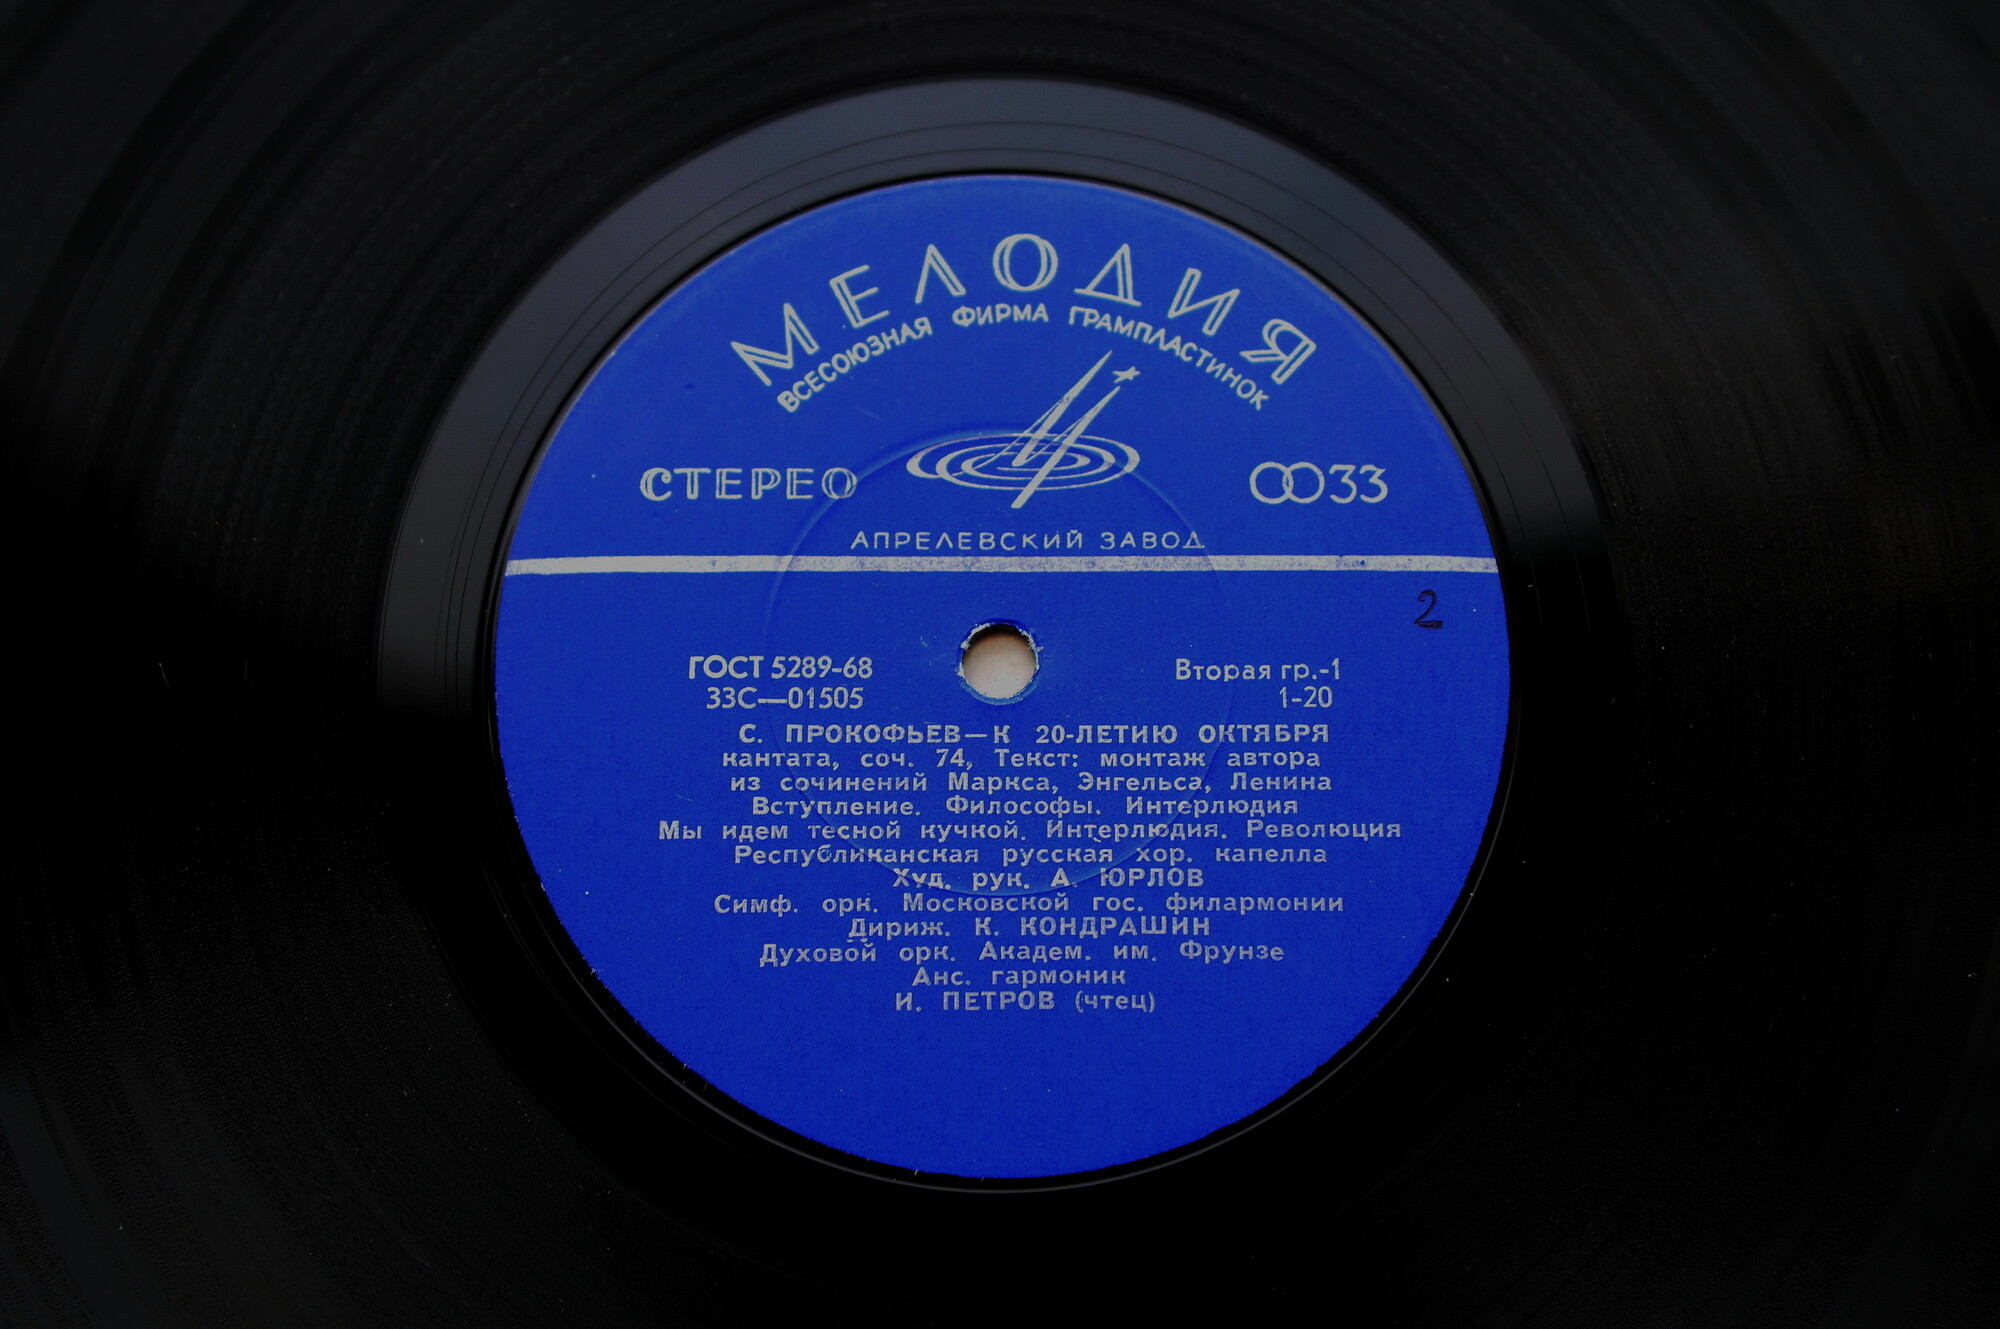 МЕЛОДИЯ
ВСЕСОЮЗНАЯ ФИРМА ГРАМПЛАСТИНОК
СТЕРЕО
33
АПРЕЛЕВСКИЙ ЗАВОД
2
ГОСТ 5289-68
Вторая гр.-1
33С—01505
1-20
С. ПРОКОФЬЕВ—К 20-ЛЕТИЮ ОКТЯБРЯ
кантата, соч. 74, Текст: монтаж автора
из сочинений Маркса, Энгельса, Ленина
Вступление. Философы. Интерлюдия
Мы идем тесной кучкой. Интерлюдия. Революция
Республиканская русская хор. капелла
Худ. рук. А. ЮРЛОВ
Симф. орк. Московской гос. филармонии
Дириж. К. КОНДРАШИН
Духовой орк. Академ. им. Фрунзе
Анс. гармоник
И. ПЕТРОВ (чтец)